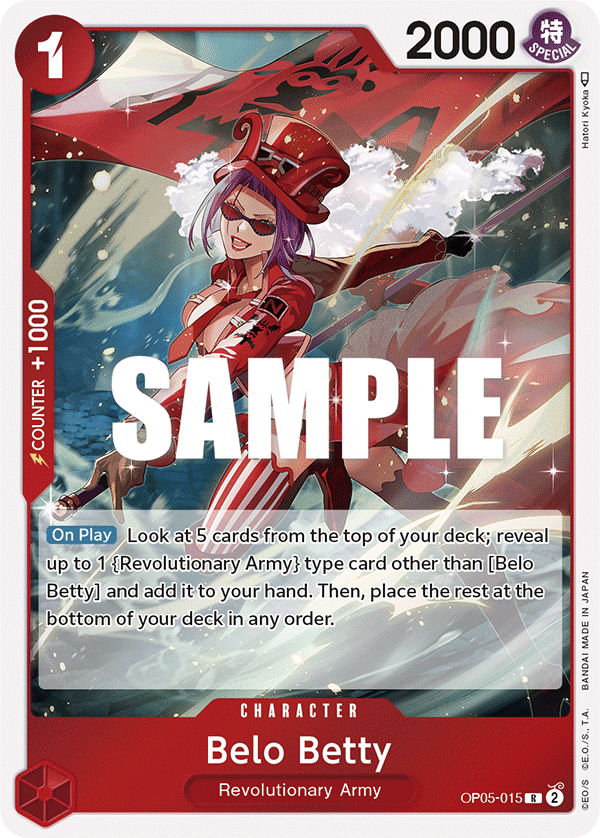 1
2000
特
SPECIAL
Hatori Kyoka
COUNTER +1000
SAMPLE
On Play Look at 5 cards from the top of your deck; reveal
up to 1 {Revolutionary Army} type card other than [Belo
Betty] and add it to your hand. Then, place the rest at the
bottom of your deck in any order.
CHARACTER
Belo Betty
Revolutionary Army
OP05-015 R 2
©EO/S ©E.O./S., T.A. BANDAI MADE IN JAPAN